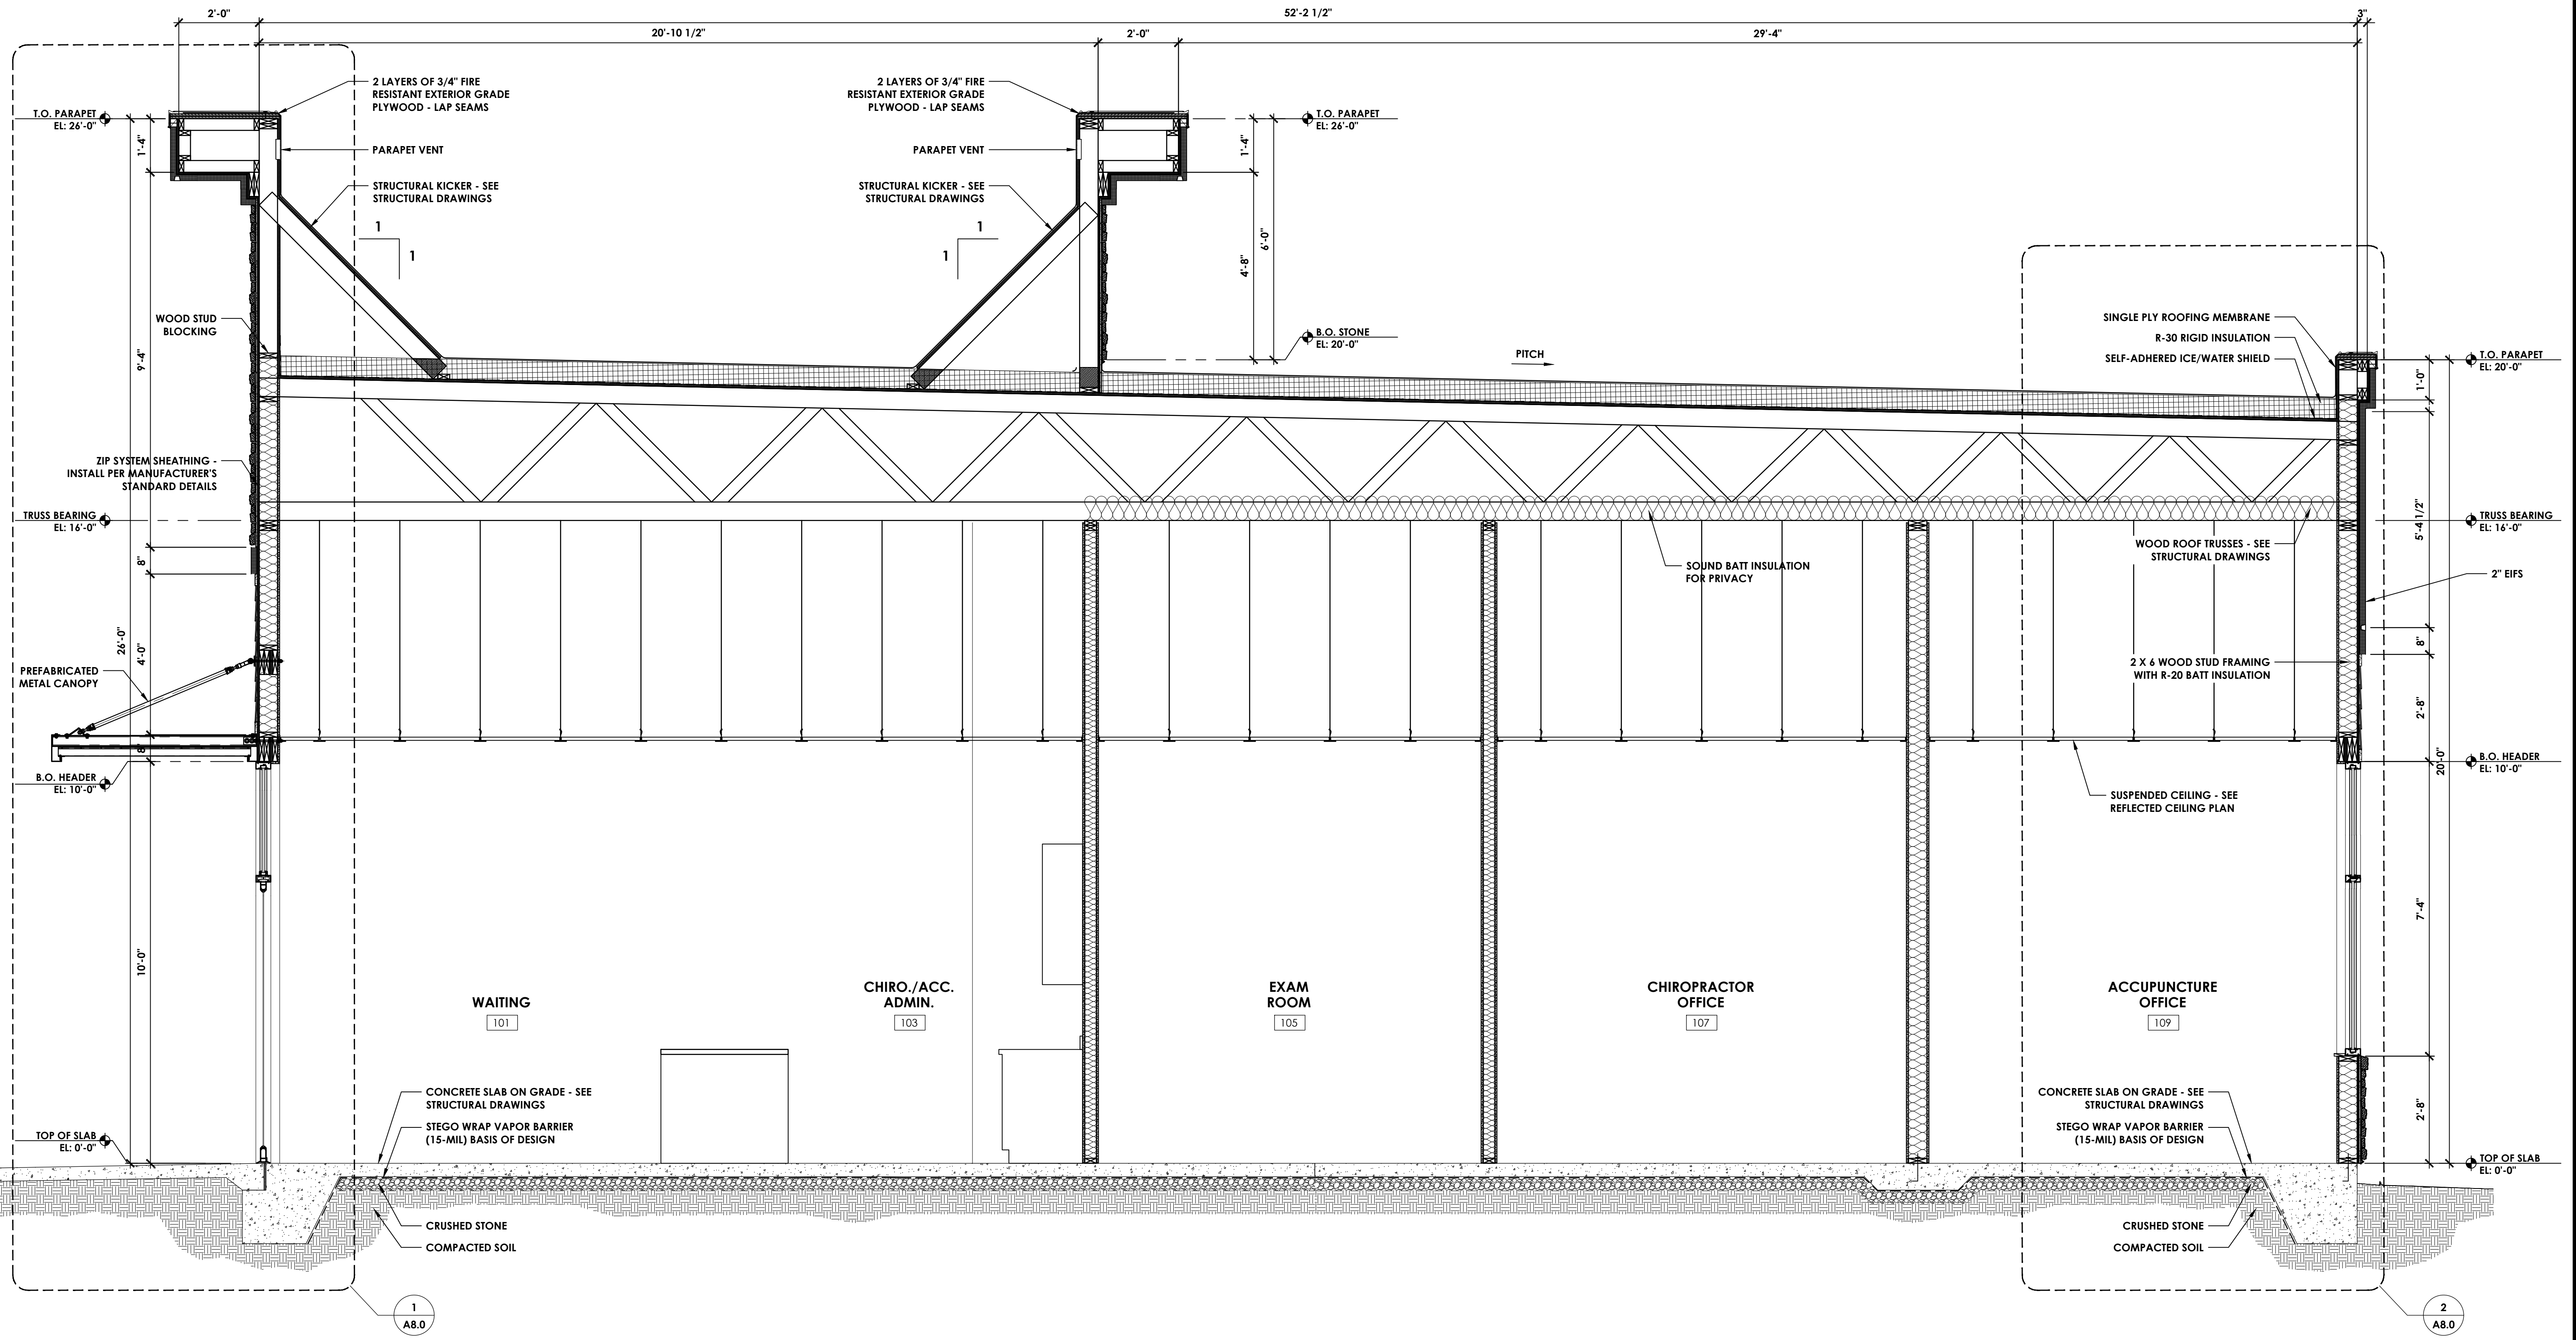 2'-0"
52'-2 1/2"
3"
20'-10 1/2"
2'-0"
29'-4"
2 LAYERS OF 3/4" FIRE
RESISTANT EXTERIOR GRADE
PLYWOOD - LAP SEAMS
2 LAYERS OF 3/4" FIRE
RESISTANT EXTERIOR GRADE
PLYWOOD - LAP SEAMS
T.O. PARAPET
EL: 26'-0"
T.O. PARAPET
EL: 26'-0"
1'-4"
PARAPET VENT
PARAPET VENT
1'-4"
STRUCTURAL KICKER - SEE
STRUCTURAL DRAWINGS
STRUCTURAL KICKER - SEE
STRUCTURAL DRAWINGS
1
1
1
1
6'-0"
4'-8"
WOOD STUD
BLOCKING
9'-4"
B.O. STONE
EL: 20'-0"
PITCH
SINGLE PLY ROOFING MEMBRANE
R-30 RIGID INSULATION
SELF-ADHERED ICE/WATER SHIELD
T.O. PARAPET
EL: 20'-0"
1'-0"
ZIP SYSTEM SHEATHING -
INSTALL PER MANUFACTURER'S
STANDARD DETAILS
TRUSS BEARING
EL: 16'-0"
TRUSS BEARING
EL: 16'-0"
5'-4 1/2"
WOOD ROOF TRUSSES - SEE
STRUCTURAL DRAWINGS
SOUND BATT INSULATION
FOR PRIVACY
8"
2" EIFS
26'-0"
4'-0"
8"
PREFABRICATED
METAL CANOPY
2 X 6 WOOD STUD FRAMING
WITH R-20 BATT INSULATION
2'-8"
8"
B.O. HEADER
EL: 10'-0"
20'-0"
B.O. HEADER
EL: 10'-0"
SUSPENDED CEILING - SEE
REFLECTED CEILING PLAN
10'-0"
7'-4"
WAITING
101
CHIRO./ACC.
ADMIN.
103
EXAM
ROOM
105
CHIROPRACTOR
OFFICE
107
ACCUPUNCTURE
OFFICE
109
CONCRETE SLAB ON GRADE - SEE
STRUCTURAL DRAWINGS
STEGO WRAP VAPOR BARRIER
(15-MIL) BASIS OF DESIGN
CONCRETE SLAB ON GRADE - SEE
STRUCTURAL DRAWINGS
STEGO WRAP VAPOR BARRIER
(15-MIL) BASIS OF DESIGN
2'-8"
TOP OF SLAB
EL: 0'-0"
TOP OF SLAB
EL: 0'-0"
CRUSHED STONE
COMPACTED SOIL
CRUSHED STONE
COMPACTED SOIL
1
A8.0
2
A8.0